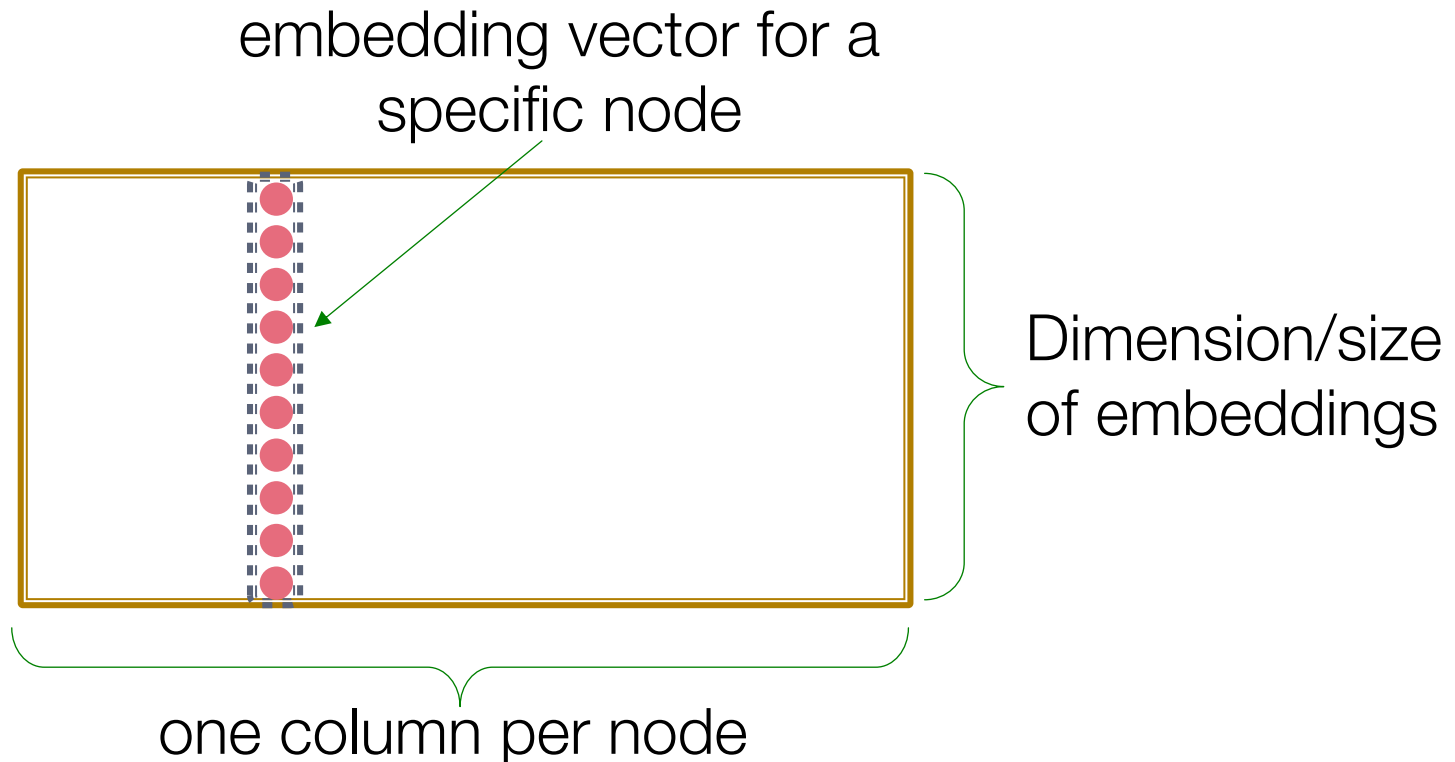 embedding vector for a
specific node
Dimension/size
of embeddings
one column per node